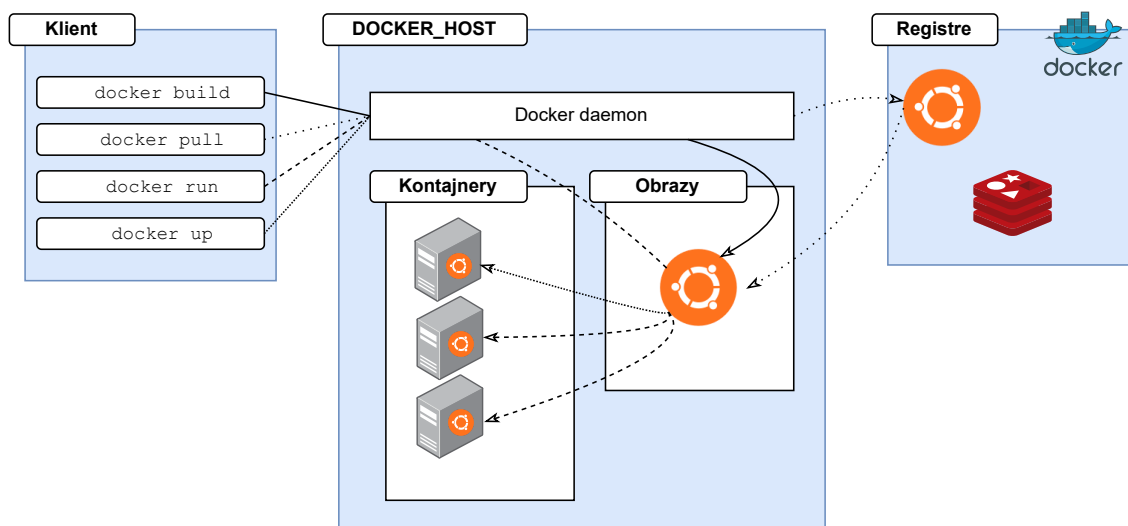 Klient
docker build
docker pull
docker run
docker up
DOCKER_HOST
Docker daemon
Kontajnery
Obrazy
Registre
docker